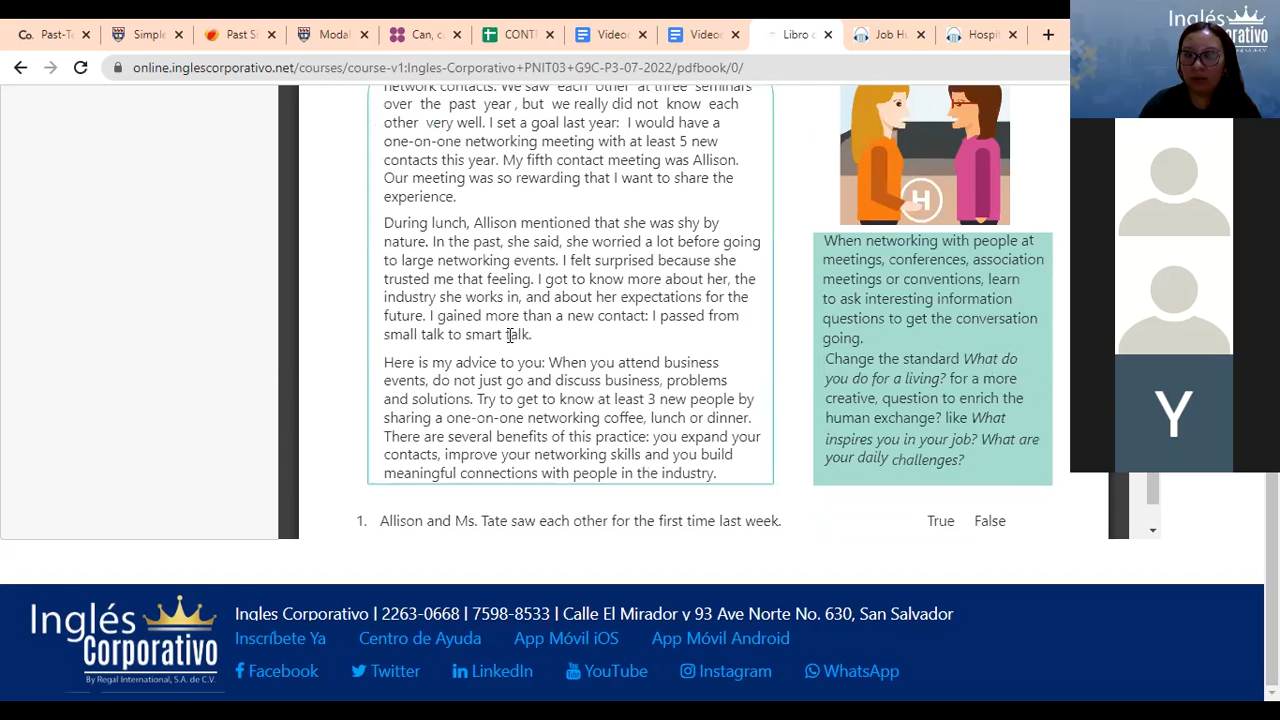 Past-Te
Simple
Past S
Modal
Can, c
CONT
Videoc
Videoc
Libro c
Job Hu
Hospit
online.inglescorporativo.net/courses/course-v1:Ingles-Corporativo+PNIT03+G9C-P3-07-2022/pdfbook/0/
Inglés
Corporativo
network contacts. We saw each other at three seminars
over the past year, but we really did not know each
other very well. I set a goal last year: I would have a
one-on-one networking meeting with at least 5 new
contacts this year. My fifth contact meeting was Allison.
Our meeting was so rewarding that I want to share the
experience.
During lunch, Allison mentioned that she was shy by
nature. In the past, she said, she worried a lot before going
to large networking events. I felt surprised because she
trusted me that feeling. I got to know more about her, the
industry she works in, and about her expectations for the
future. I gained more than a new contact: I passed from
small talk to smart talk.
Here is my advice to you: When you attend business
events, do not just go and discuss business, problems
and solutions. Try to get to know at least 3 new people by
sharing a one-on-one networking coffee, lunch or dinner.
There are several benefits of this practice: you expand your
contacts, improve your networking skills and you build
meaningful connections with people in the industry.
H
When networking with people at
meetings, conferences, association
meetings or conventions, learn
to ask interesting information
questions to get the conversation
going.
Change the standard What do
you do for a living? for a more
creative, question to enrich the
human exchange? like What
inspires you in your job? What are
your daily challenges?
Y
1. Allison and Ms. Tate saw each other for the first time last week. True False
Inglés
Corporativo
By Regal International, S.A. de C.V.
Ingles Corporativo | 2263-0668 | 7598-8533 | Calle El Mirador y 93 Ave Norte No. 630, San Salvador
Inscríbete Ya Centro de Ayuda App Móvil iOS App Móvil Android
Facebook Twitter LinkedIn YouTube Instagram WhatsApp